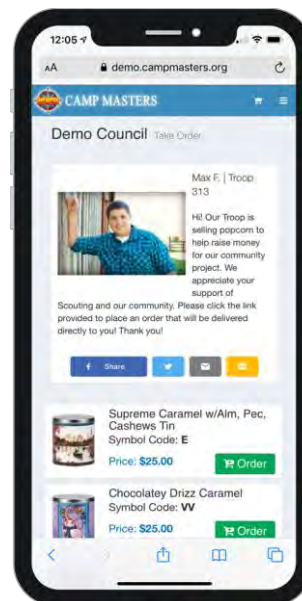 12:05
AA demo.campmasters.org
CAMP MASTERS
Demo Council Take Order
Max F. | Troop
313
Hi! Our Troop is
selling popcorn to
help raise money
for our community
project. We
appreciate your
support of
Scouting and our community. Please click the link
provided to place an order that will be delivered
directly to you! Thank you!
f Share
Supreme Caramel w/Alm, Pec,
Cashews Tin
Symbol Code: E
Price: $25.00 Order
Chocolatey Drizz Caramel
Symbol Code: VV
Price: $25.00 Order